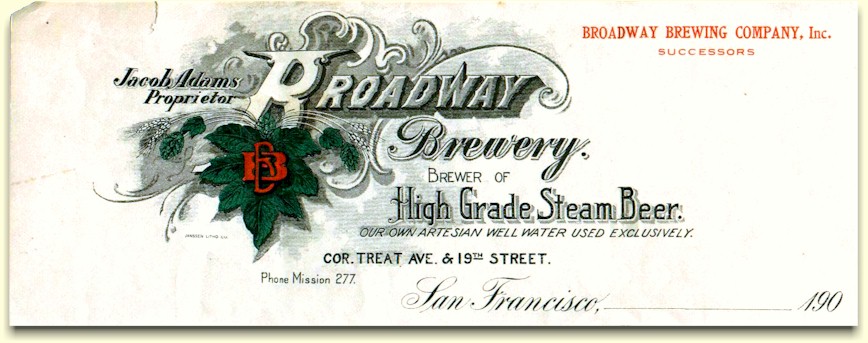 BROADWAY BREWING COMPANY, Inc.
SUCCESSORS
Jacob Adams
Proprietor
BROADWAY
Brewery.
BREWER OF
High Grade Steam Beer.
OUR OWN ARTESIAN WELL WATER USED EXCLUSIVELY.
JANSSEN LITHO. CO.
COR. TREAT AVE. & 19TH STREET.
Phone Mission 277.
San Francisco, 190
BB